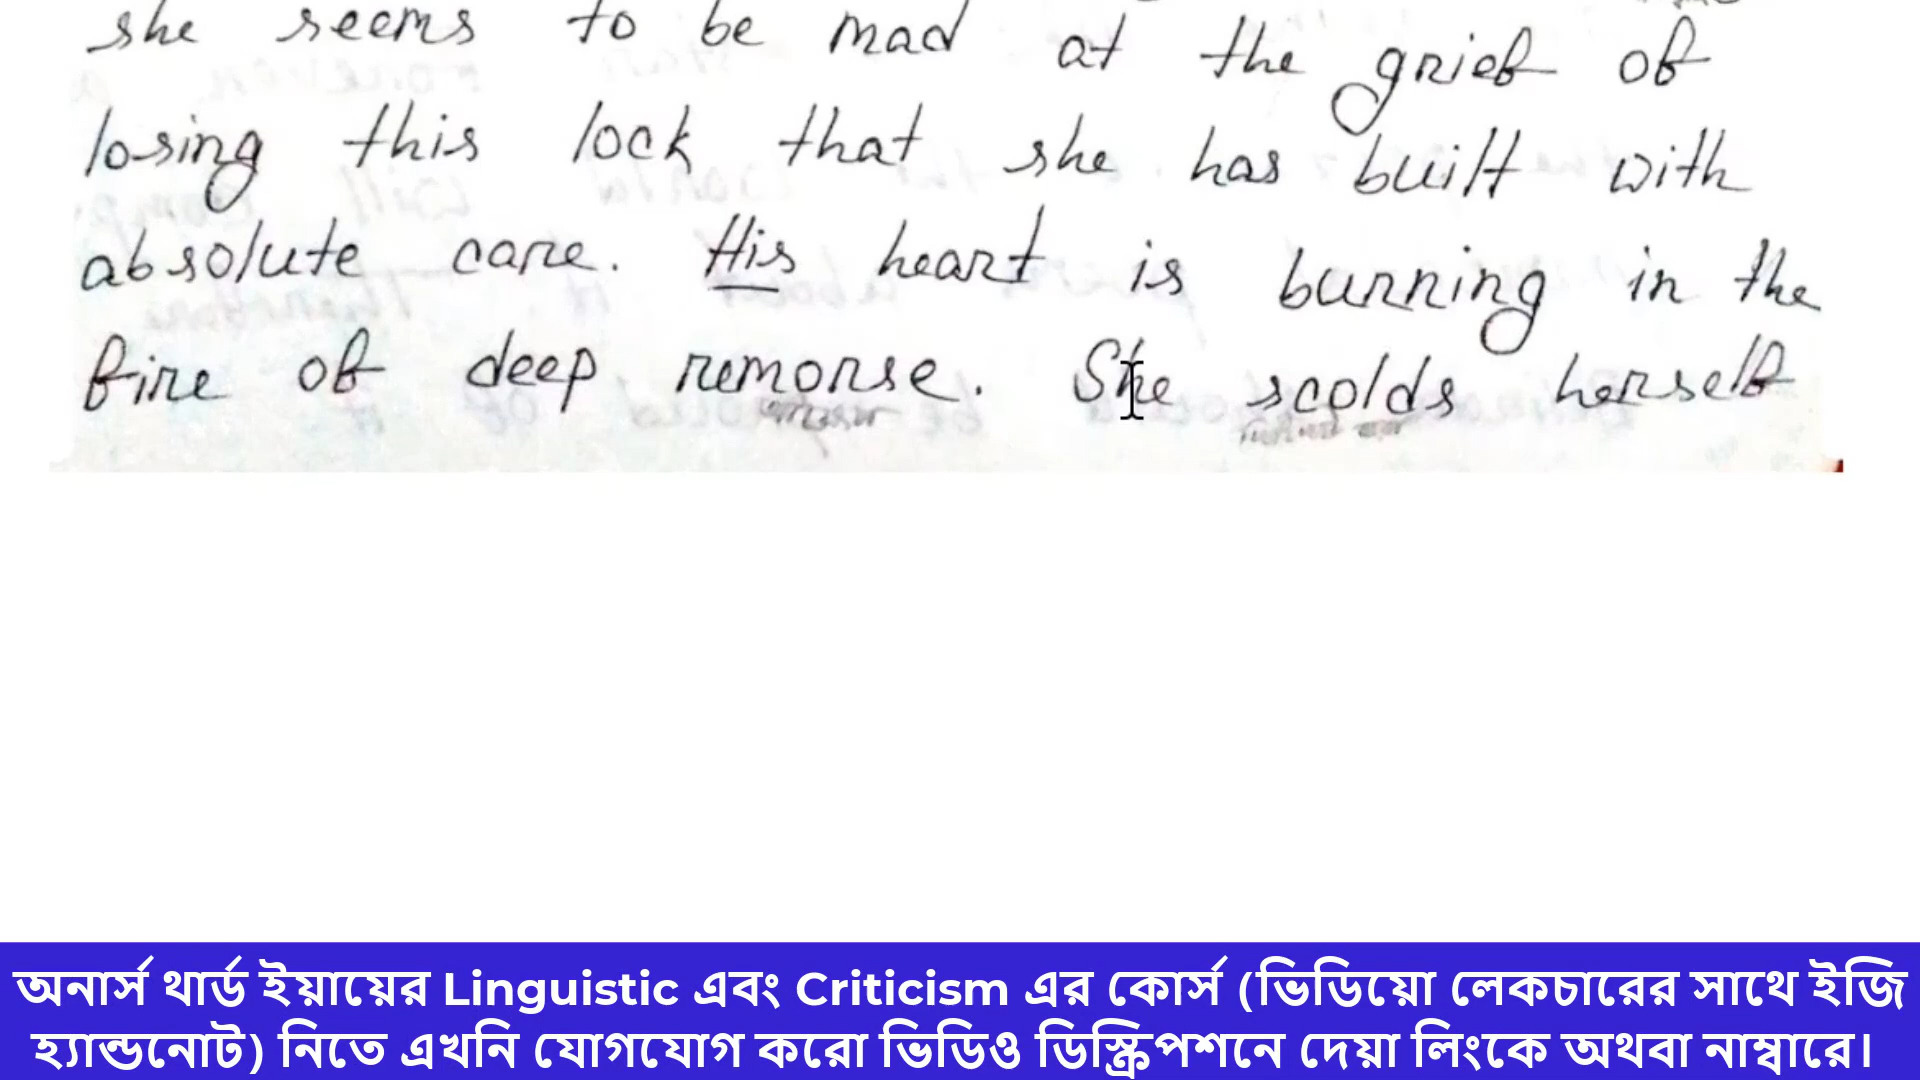 she seems to be mad at the grief of
losing this lock that she has built with
absolute care. His heart is burning in the
fire of deep remorse. She scolds herself
অনার্স থার্ড ইয়ায়ের Linguistic এবং Criticism এর কোর্স (ভিডিয়ো লেকচারের সাথে ইজি
হ্যান্ডনোট) নিতে এখনি যোগযোগ করো ভিডিও ডিস্ক্রিপশনে দেয়া লিংকে অথবা নাম্বারে।